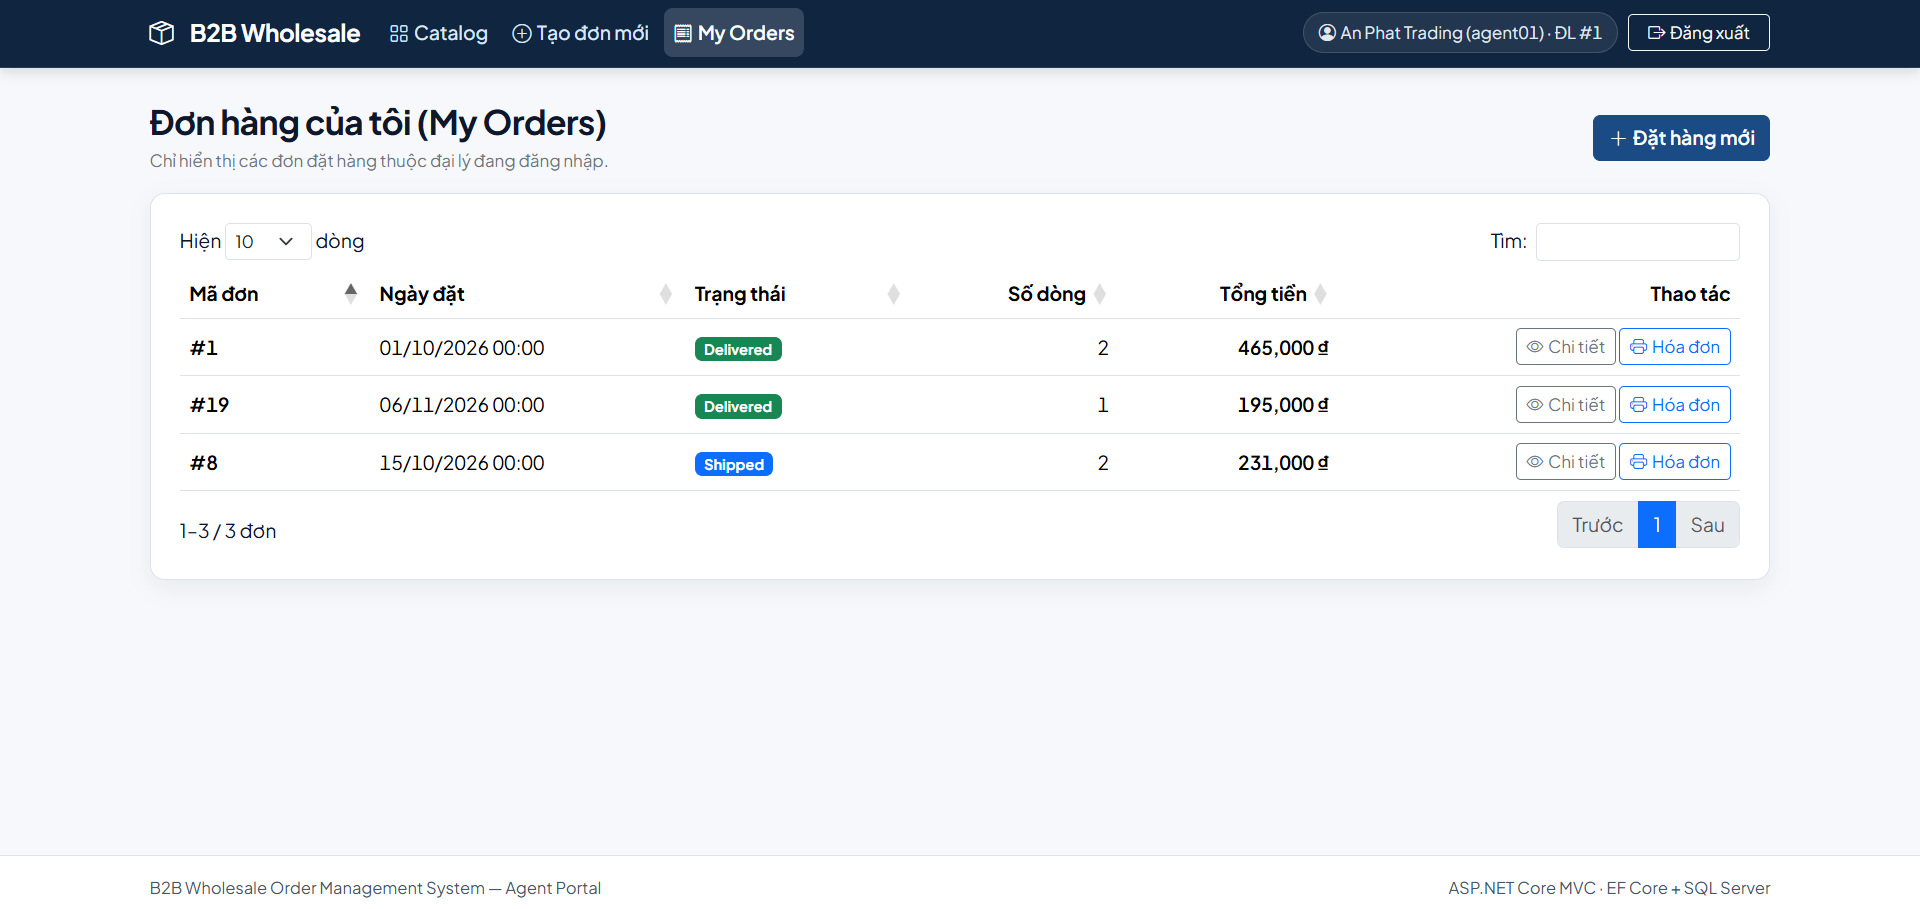 B2B Wholesale Catalog Tạo đơn mới My Orders An Phat Trading (agent01) · ĐL #1 Đăng xuất
Đơn hàng của tôi (My Orders)
Chỉ hiển thị các đơn đặt hàng thuộc đại lý đang đăng nhập.
+ Đặt hàng mới
Hiện 10 dòng Tìm:
Mã đơn Ngày đặt Trạng thái Số dòng Tổng tiền Thao tác
#1 01/10/2026 00:00 Delivered 2 465,000 ₫ Chi tiết Hóa đơn
#19 06/11/2026 00:00 Delivered 1 195,000 ₫ Chi tiết Hóa đơn
#8 15/10/2026 00:00 Shipped 2 231,000 ₫ Chi tiết Hóa đơn
1–3 / 3 đơn Trước 1 Sau
B2B Wholesale Order Management System — Agent Portal ASP.NET Core MVC · EF Core + SQL Server